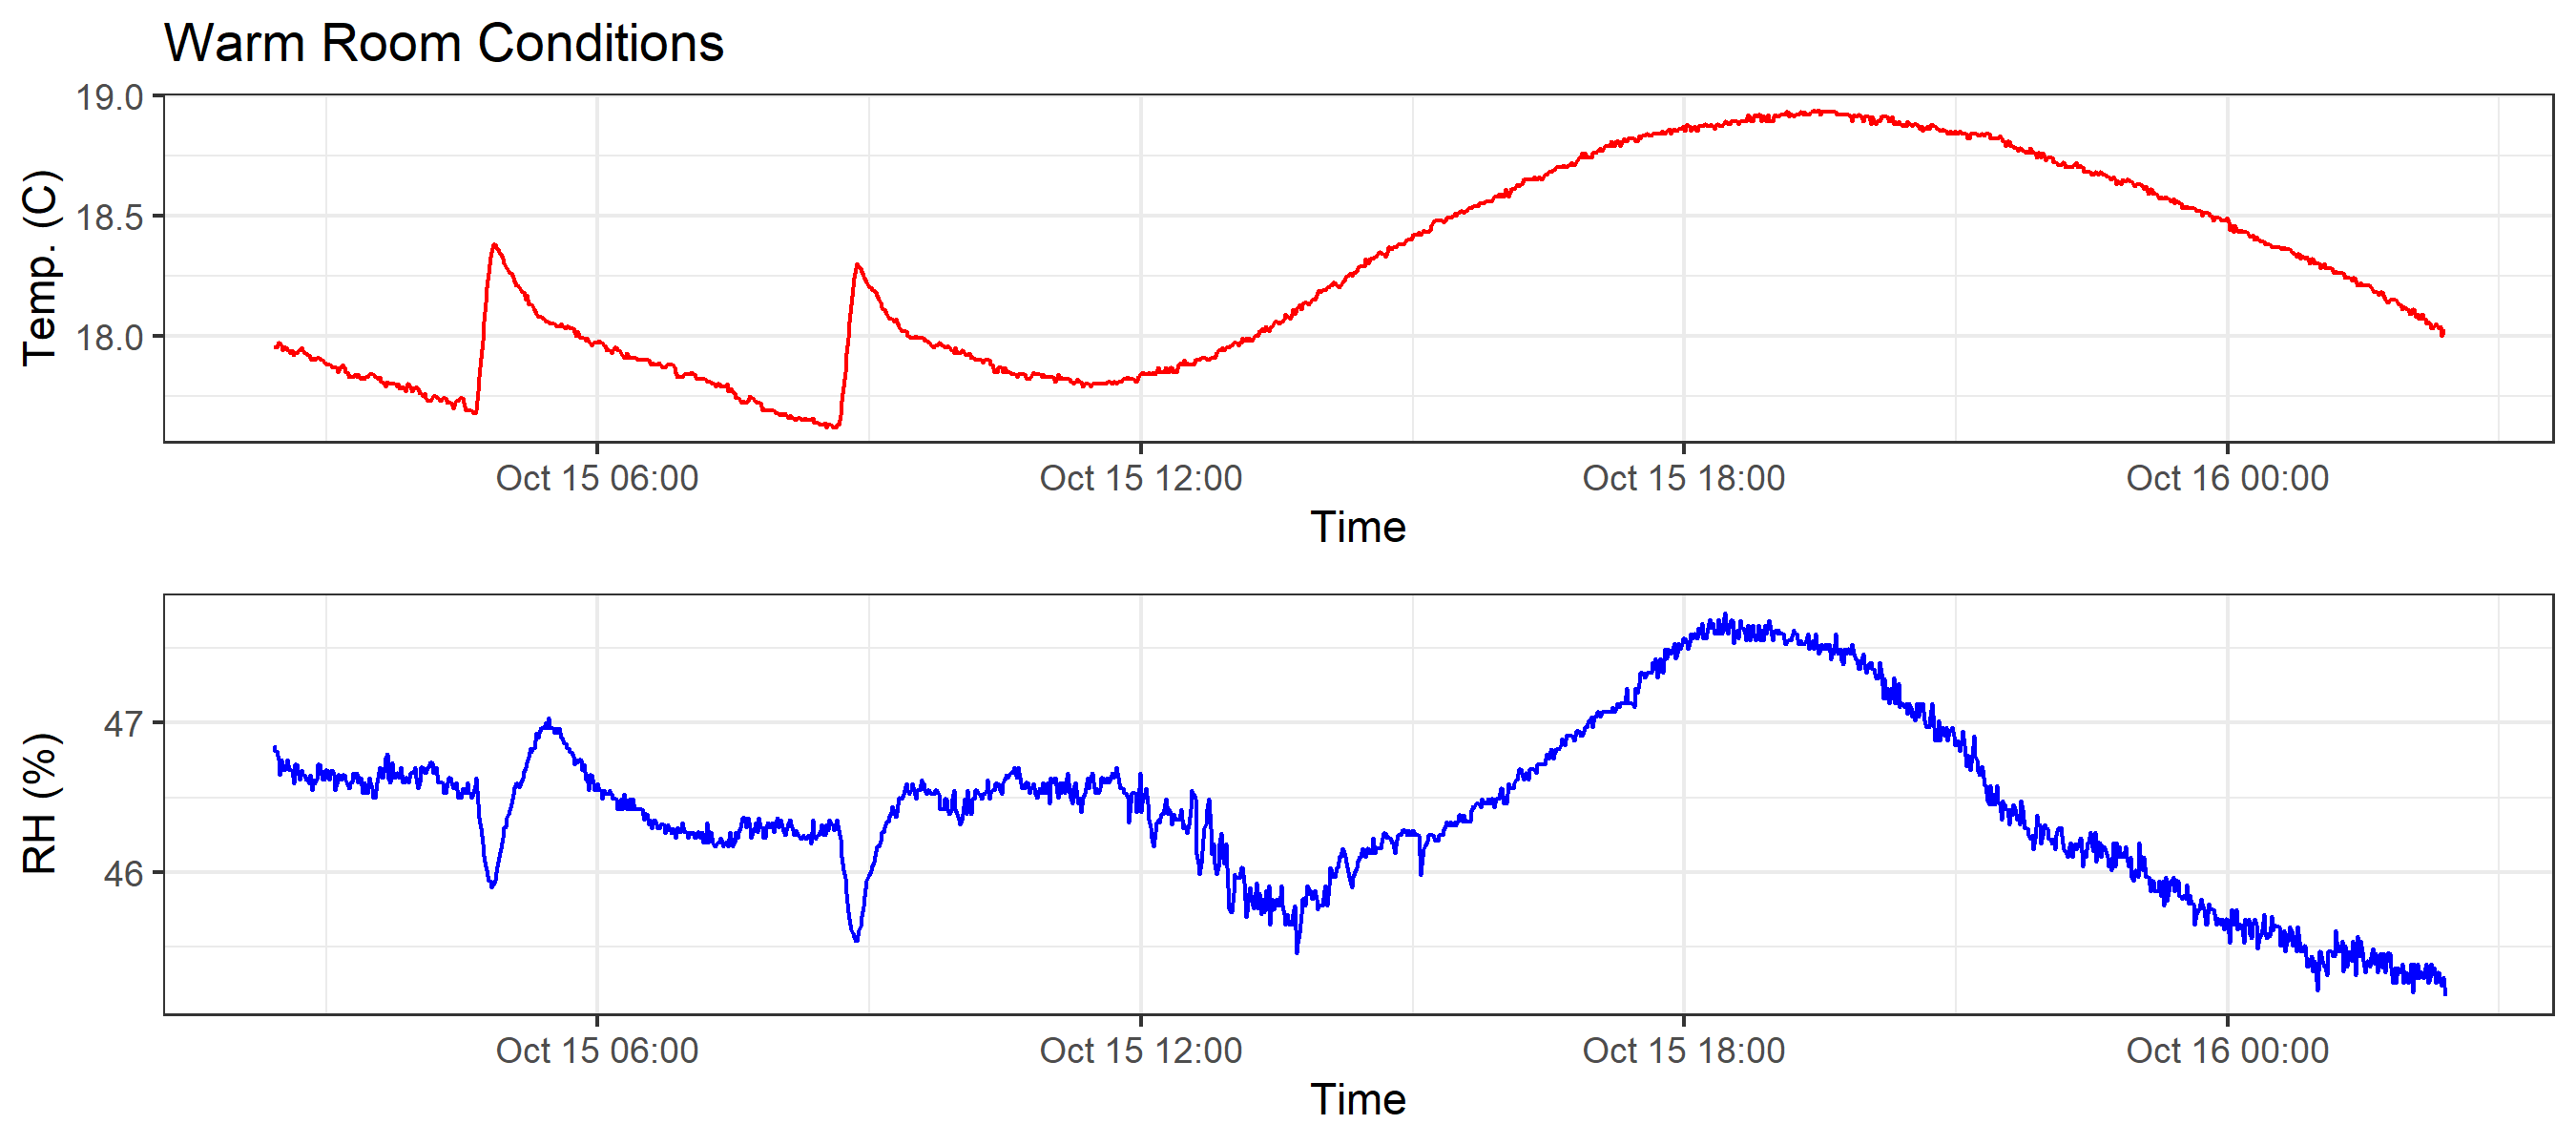 Warm Room Conditions
Temp. (C)
19.0
18.5
18.0
Oct 15 06:00 Oct 15 12:00 Oct 15 18:00 Oct 16 00:00
Time
RH (%)
47
46
Oct 15 06:00 Oct 15 12:00 Oct 15 18:00 Oct 16 00:00
Time